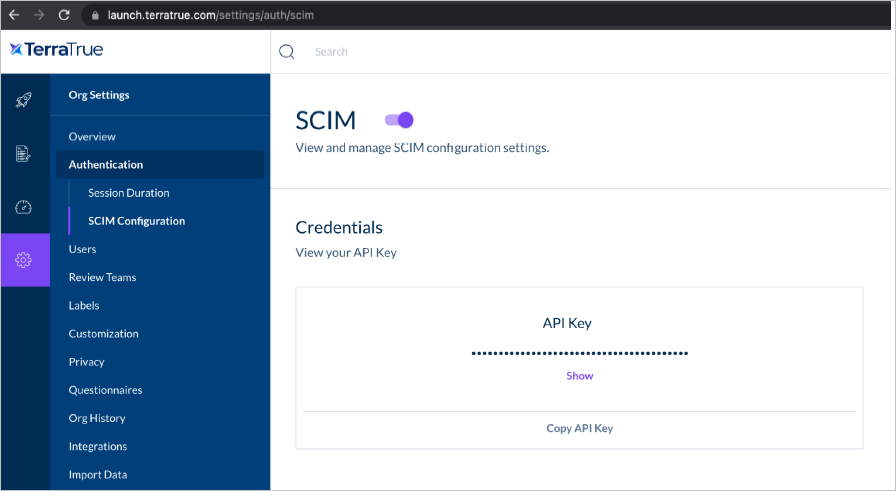 launch.terratrue.com/settings/auth/scim
TerraTrue
Search
Org Settings
Overview
Authentication
Session Duration
SCIM Configuration
Users
Review Teams
Labels
Customization
Privacy
Questionnaires
Org History
Integrations
Import Data
SCIM
View and manage SCIM configuration settings.
Credentials
View your API Key
API Key
••••••••••••••••••••••••••••••••••••••••
Show
Copy API Key